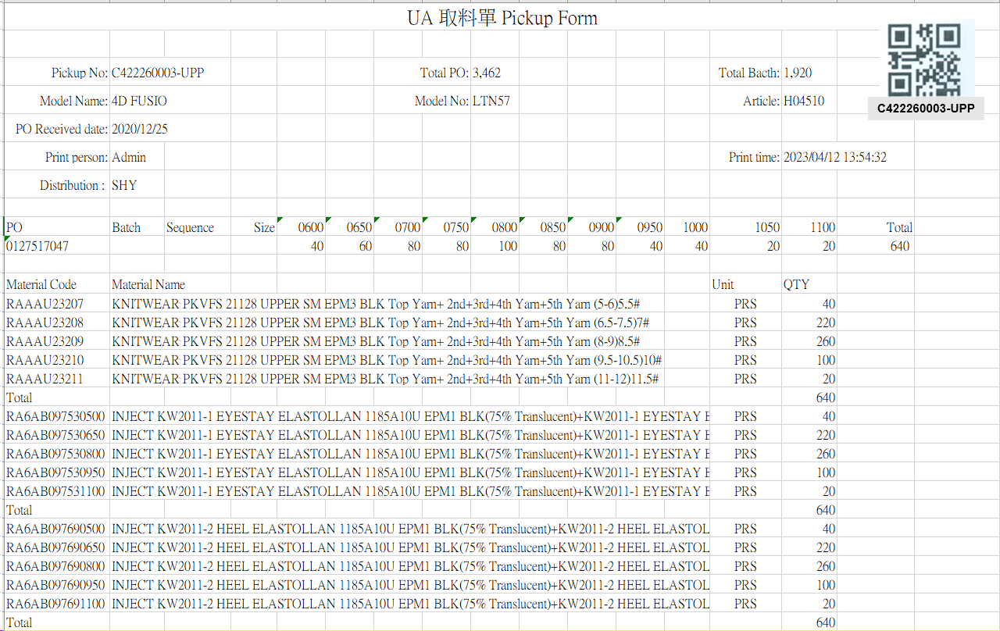 UA 取料單 Pickup Form
Pickup No: C422260003-UPP Total PO: 3,462 Total Bacth: 1,920
Model Name: 4D FUSIO Model No: LTN57 Article: H04510
C422260003-UPP
PO Received date: 2020/12/25
Print person: Admin Print time: 2023/04/12 13:54:32
Distribution : SHY
PO Batch Sequence Size 0600 0650 0700 0750 0800 0850 0900 0950 1000 1050 1100 Total
0127517047 40 60 80 80 100 80 80 40 40 20 20 640
Material Code Material Name Unit QTY
RAAAU23207 KNITWEAR PKVFS 21128 UPPER SM EPM3 BLK Top Yarn+ 2nd+3rd+4th Yarn+5th Yarn (5-6)5.5# PRS 40
RAAAU23208 KNITWEAR PKVFS 21128 UPPER SM EPM3 BLK Top Yarn+ 2nd+3rd+4th Yarn+5th Yarn (6.5-7.5)7# PRS 220
RAAAU23209 KNITWEAR PKVFS 21128 UPPER SM EPM3 BLK Top Yarn+ 2nd+3rd+4th Yarn+5th Yarn (8-9)8.5# PRS 260
RAAAU23210 KNITWEAR PKVFS 21128 UPPER SM EPM3 BLK Top Yarn+ 2nd+3rd+4th Yarn+5th Yarn (9.5-10.5)10# PRS 100
RAAAU23211 KNITWEAR PKVFS 21128 UPPER SM EPM3 BLK Top Yarn+ 2nd+3rd+4th Yarn+5th Yarn (11-12)11.5# PRS 20
Total 640
RA6AB097530500 INJECT KW2011-1 EYESTAY ELASTOLLAN 1185A10U EPM1 BLK(75% Translucent)+KW2011-1 EYESTAY E PRS 40
RA6AB097530650 INJECT KW2011-1 EYESTAY ELASTOLLAN 1185A10U EPM1 BLK(75% Translucent)+KW2011-1 EYESTAY E PRS 220
RA6AB097530800 INJECT KW2011-1 EYESTAY ELASTOLLAN 1185A10U EPM1 BLK(75% Translucent)+KW2011-1 EYESTAY E PRS 260
RA6AB097530950 INJECT KW2011-1 EYESTAY ELASTOLLAN 1185A10U EPM1 BLK(75% Translucent)+KW2011-1 EYESTAY E PRS 100
RA6AB097531100 INJECT KW2011-1 EYESTAY ELASTOLLAN 1185A10U EPM1 BLK(75% Translucent)+KW2011-1 EYESTAY E PRS 20
Total 640
RA6AB097690500 INJECT KW2011-2 HEEL ELASTOLLAN 1185A10U EPM1 BLK(75% Translucent)+KW2011-2 HEEL ELASTOL PRS 40
RA6AB097690650 INJECT KW2011-2 HEEL ELASTOLLAN 1185A10U EPM1 BLK(75% Translucent)+KW2011-2 HEEL ELASTOL PRS 220
RA6AB097690800 INJECT KW2011-2 HEEL ELASTOLLAN 1185A10U EPM1 BLK(75% Translucent)+KW2011-2 HEEL ELASTOL PRS 260
RA6AB097690950 INJECT KW2011-2 HEEL ELASTOLLAN 1185A10U EPM1 BLK(75% Translucent)+KW2011-2 HEEL ELASTOL PRS 100
RA6AB097691100 INJECT KW2011-2 HEEL ELASTOLLAN 1185A10U EPM1 BLK(75% Translucent)+KW2011-2 HEEL ELASTOL PRS 20
Total 640